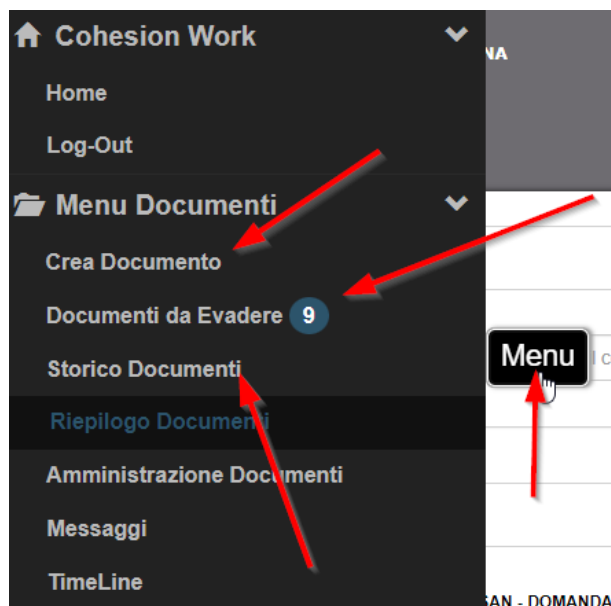 Cohesion Work
NA
Home
Log-Out
Menu Documenti
Crea Documento
Documenti da Evadere 9
Storico Documenti
Menu
l c
Riepilogo Documenti
Amministrazione Documenti
Messaggi
TimeLine
SAN - DOMANDA